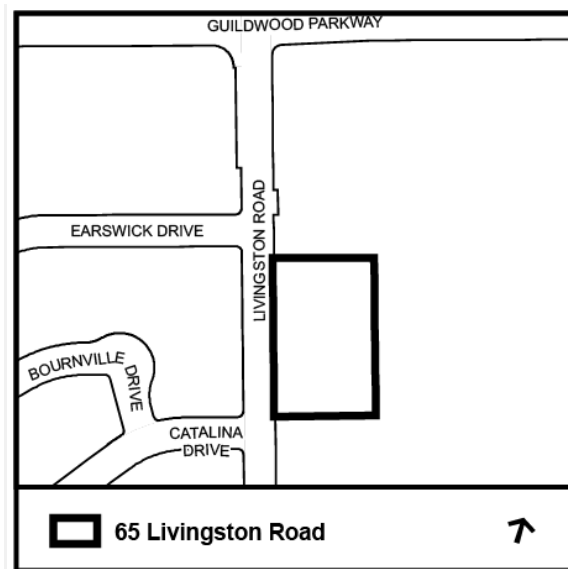 GUILDWOOD PARKWAY
LIVINGSTON ROAD
EARSWICK DRIVE
BOURNVILLE
DRIVE
CATALINA
DRIVE
65 Livingston Road